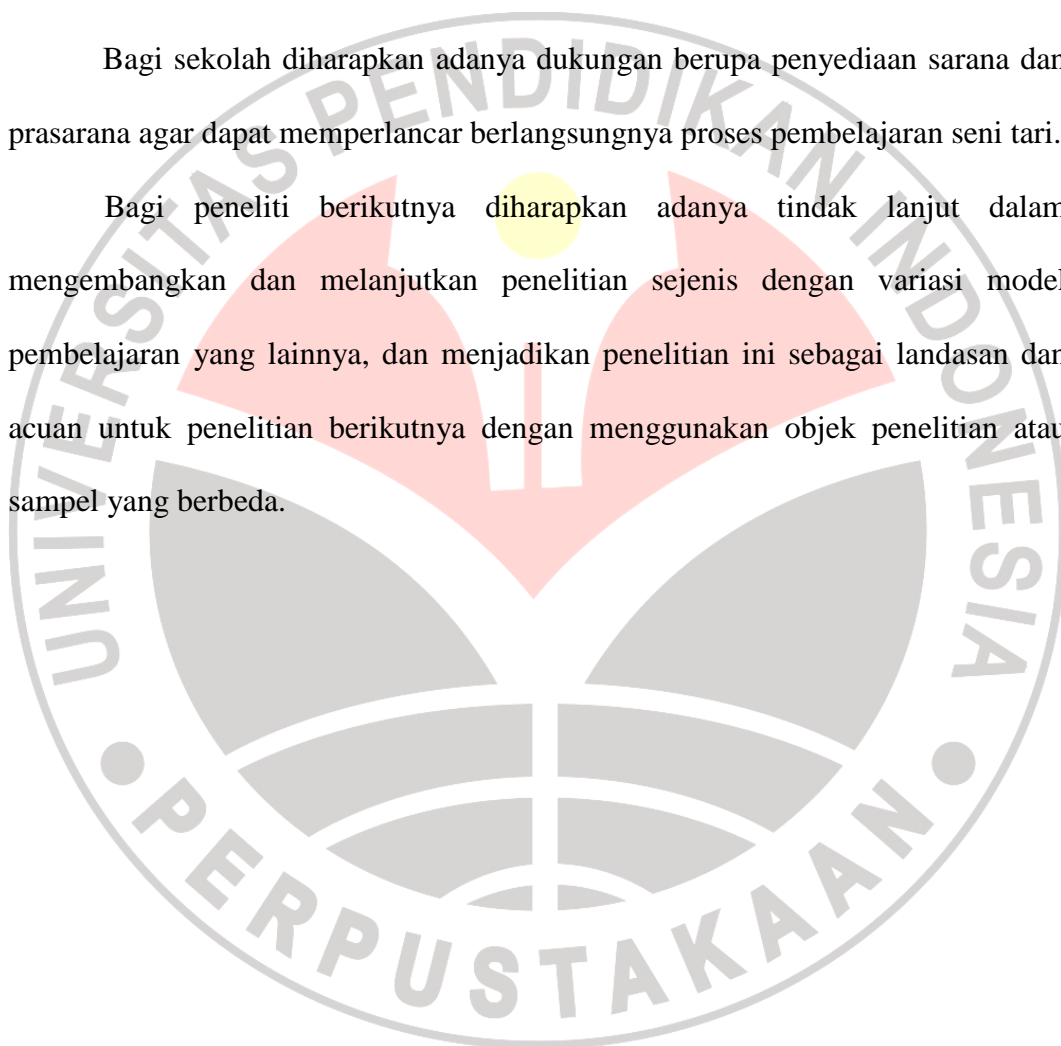 Bagi sekolah diharapkan adanya dukungan berupa penyediaan sarana dan
prasarana agar dapat memperlancar berlangsungnya proses pembelajaran seni tari.
Bagi peneliti berikutnya diharapkan adanya tindak lanjut dalam
mengembangkan dan melanjutkan penelitian sejenis dengan variasi model
pembelajaran yang lainnya, dan menjadikan penelitian ini sebagai landasan dan
acuan untuk penelitian berikutnya dengan menggunakan objek penelitian atau
sampel yang berbeda.
UNIVERSITAS PENDIDIKAN INDONESIA
PERPUSTAKAAN